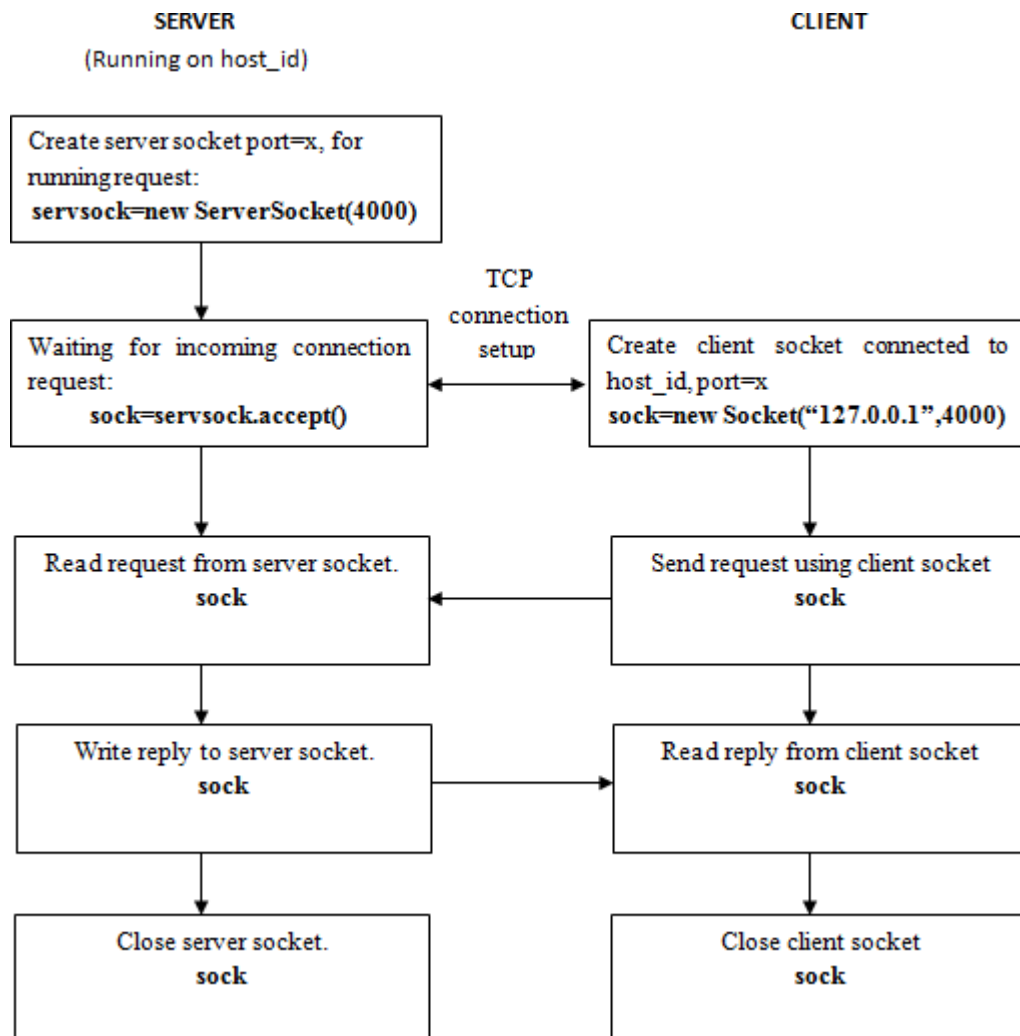 SERVER
(Running on host_id)
CLIENT
Create server socket port=x, for
running request:
servsock=new ServerSocket(4000)
TCP
connection
setup
Waiting for incoming connection
request:
sock=servsock.accept()
Create client socket connected to
host_id, port=x
sock=new Socket(“127.0.0.1”,4000)
Read request from server socket.
sock
Send request using client socket
sock
Write reply to server socket.
sock
Read reply from client socket
sock
Close server socket.
sock
Close client socket
sock